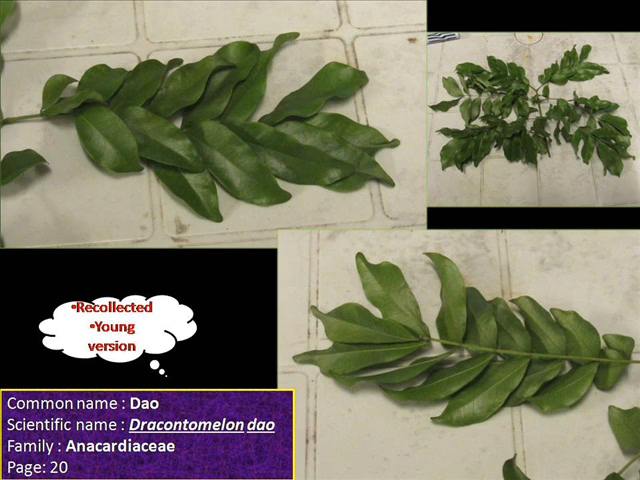 •Recollected
•Young
version
Common name : Dao
Scientific name : Dracontomelon dao
Family : Anacardiaceae
Page: 20